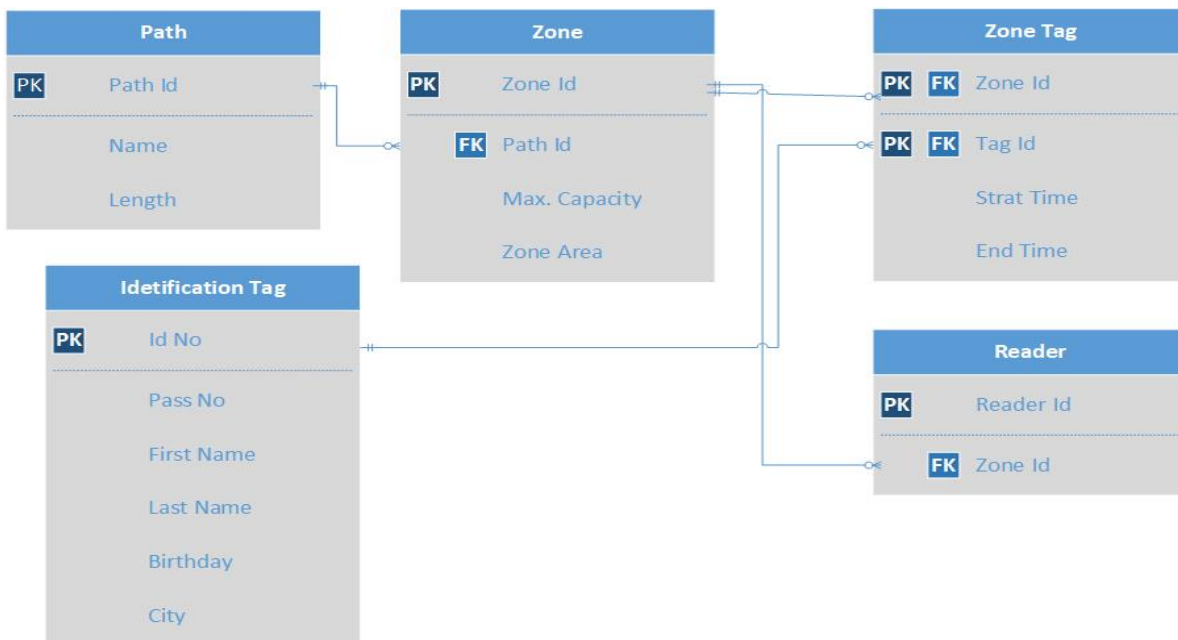 Path
PK Path Id
Name
Length
Zone
PK Zone Id
FK Path Id
Max. Capacity
Zone Area
Zone Tag
PK FK Zone Id
PK FK Tag Id
Strat Time
End Time
Idetification Tag
PK Id No
Pass No
First Name
Last Name
Birthday
City
Reader
PK Reader Id
FK Zone Id